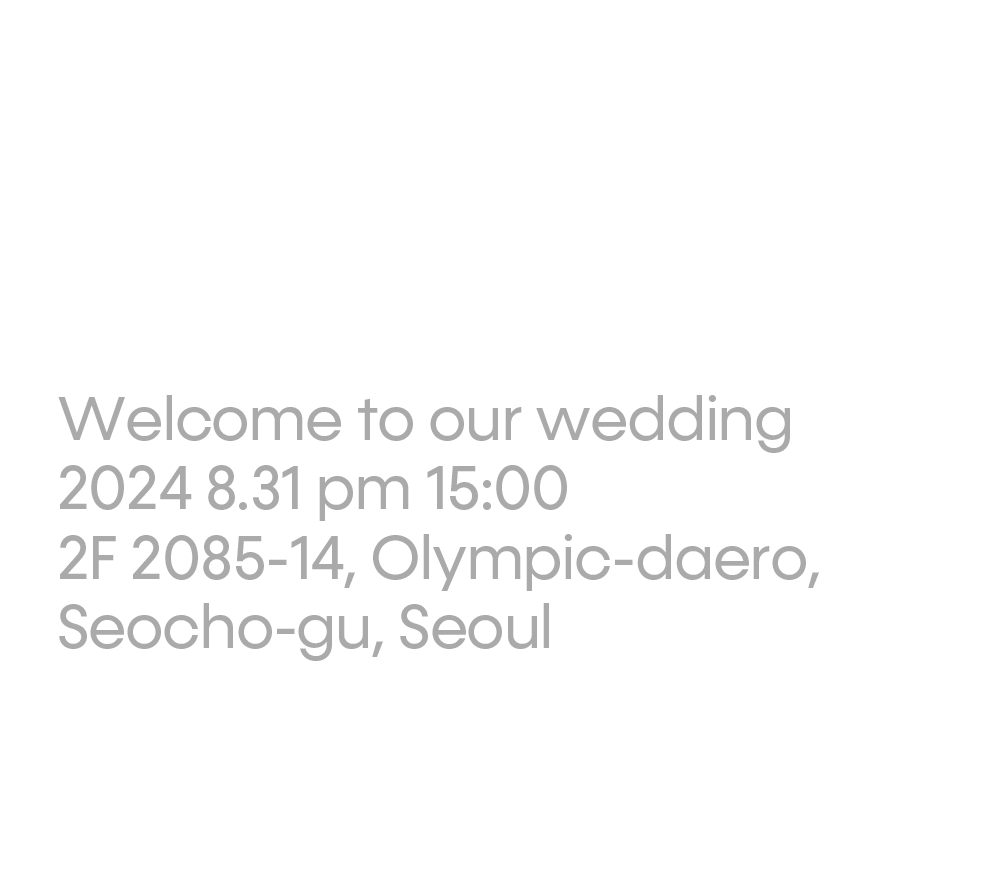 Welcome to our wedding
2024 8.31 pm 15:00
2F 2085-14, Olympic-daero,
Seocho-gu, Seoul